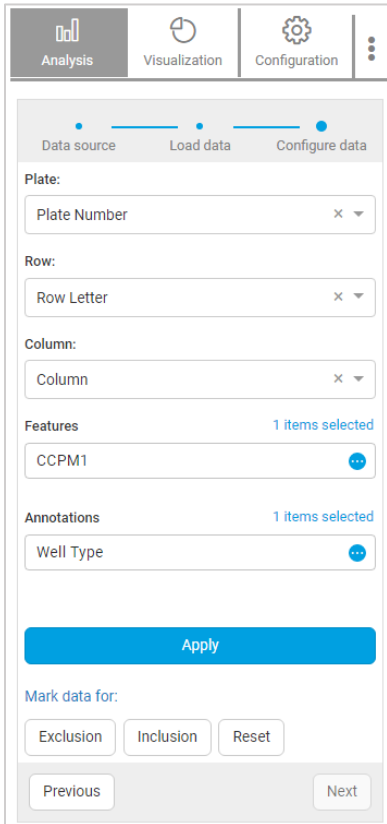 Analysis Visualization Configuration
Data source Load data Configure data
Plate:
Plate Number
Row:
Row Letter
Column:
Column
Features 1 items selected
CCPM1
Annotations 1 items selected
Well Type
Apply
Mark data for:
Exclusion Inclusion Reset
Previous Next